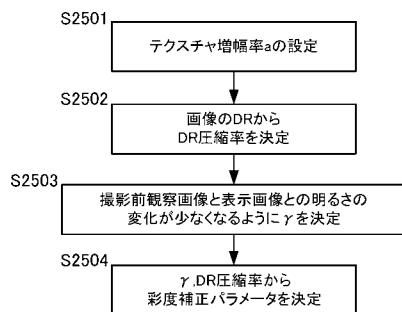 S2501
テクスチャ増幅率aの設定
S2502
画像のDRから
DR圧縮率を決定
S2503
撮影前観察画像と表示画像との明るさの
変化が少なくなるようにγを決定
S2504
γ,DR圧縮率から
彩度補正パラメータを決定